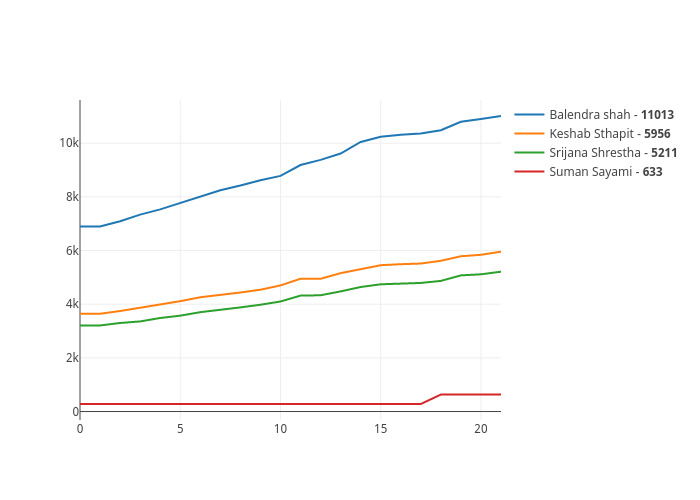 Balendra shah - 11013
Keshab Sthapit - 5956
Srijana Shrestha - 5211
Suman Sayami - 633
10k
8k
6k
4k
2k
0
0 5 10 15 20